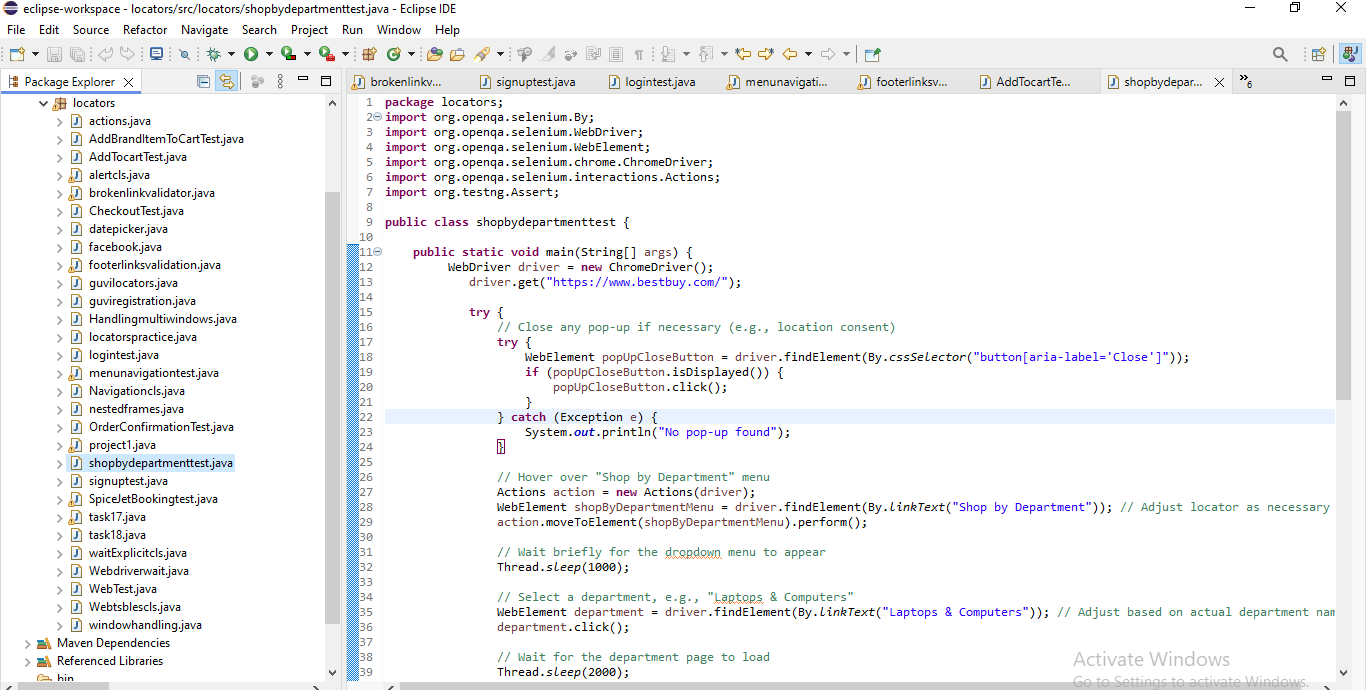 eclipse-workspace - locators/src/locators/shopbydepartmenttest.java - Eclipse IDE
File Edit Source Refactor Navigate Search Project Run Window Help
Package Explorer
brokenlinkv... signuptest.java logintest.java menunavigati... footerlinksv... AddTocartTe... shopbydepar... »6
locators
actions.java
AddBrandItemToCartTest.java
AddTocartTest.java
alertcls.java
brokenlinkvalidator.java
CheckoutTest.java
datepicker.java
facebook.java
footerlinksvalidation.java
guvilocators.java
guviregistration.java
Handlingmultiwindows.java
locatorspractice.java
logintest.java
menunavigationtest.java
Navigationcls.java
nestedframes.java
OrderConfirmationTest.java
project1.java
shopbydepartmenttest.java
signuptest.java
SpiceJetBookingtest.java
task17.java
task18.java
waitExplicitcls.java
Webdriverwait.java
WebTest.java
Webtsblescls.java
windowhandling.java
Maven Dependencies
Referenced Libraries
bin
1 package locators;
2 import org.openqa.selenium.By;
3 import org.openqa.selenium.WebDriver;
4 import org.openqa.selenium.WebElement;
5 import org.openqa.selenium.chrome.ChromeDriver;
6 import org.openqa.selenium.interactions.Actions;
7 import org.testng.Assert;
8
9 public class shopbydepartmenttest {
10
11 public static void main(String[] args) {
12 WebDriver driver = new ChromeDriver();
13 driver.get("https://www.bestbuy.com/");
14
15 try {
16 // Close any pop-up if necessary (e.g., location consent)
17 try {
18 WebElement popUpCloseButton = driver.findElement(By.cssSelector("button[aria-label='Close']"));
19 if (popUpCloseButton.isDisplayed()) {
20 popUpCloseButton.click();
21 }
22 } catch (Exception e) {
23 System.out.println("No pop-up found");
24 }
25
26 // Hover over "Shop by Department" menu
27 Actions action = new Actions(driver);
28 WebElement shopByDepartmentMenu = driver.findElement(By.linkText("Shop by Department")); // Adjust locator as necessary
29 action.moveToElement(shopByDepartmentMenu).perform();
30
31 // Wait briefly for the dropdown menu to appear
32 Thread.sleep(1000);
33
34 // Select a department, e.g., "Laptops & Computers"
35 WebElement department = driver.findElement(By.linkText("Laptops & Computers")); // Adjust based on actual department nam
36 department.click();
37
38 // Wait for the department page to load
39 Thread.sleep(2000);
Activate Windows
Go to Settings to activate Windows.